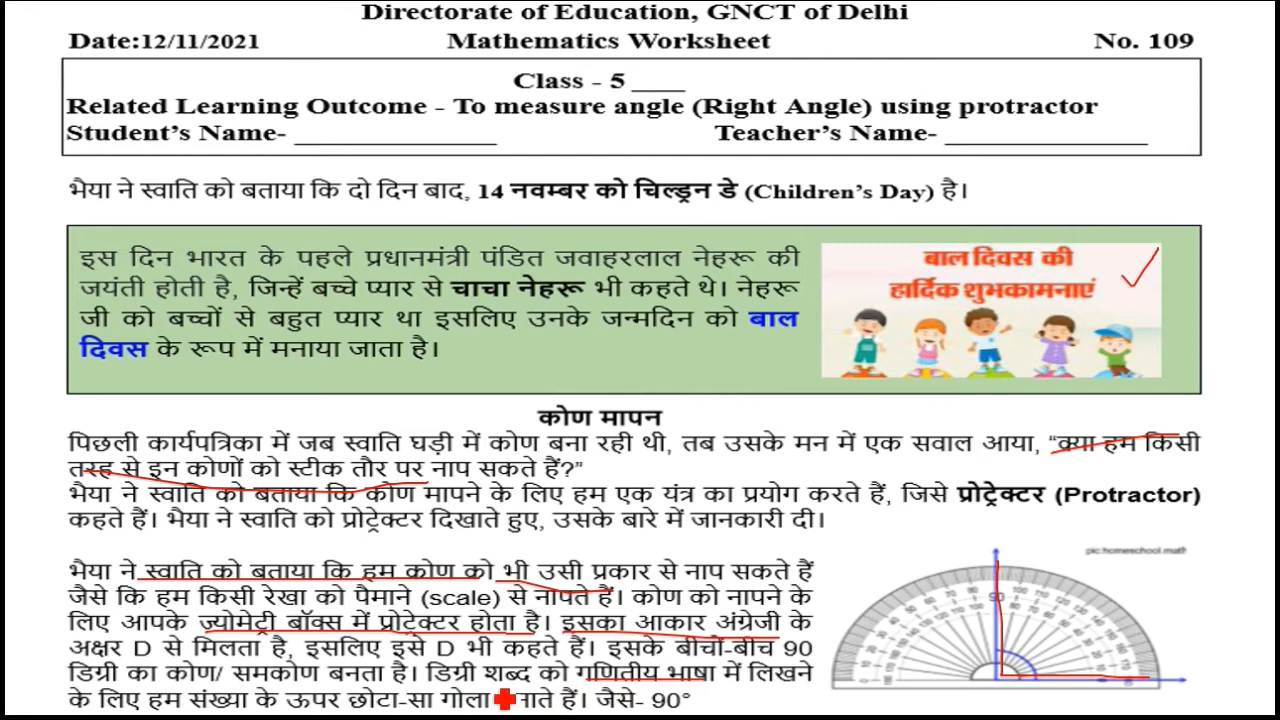 Directorate of Education, GNCT of Delhi
Date:12/11/2021 Mathematics Worksheet No. 109
Class - 5 ____
Related Learning Outcome - To measure angle (Right Angle) using protractor
Student's Name- ______________ Teacher's Name- ______________
भैया ने स्वाति को बताया कि दो दिन बाद, 14 नवम्बर को चिल्ड्रन डे (Children's Day) है।
इस दिन भारत के पहले प्रधानमंत्री पंडित जवाहरलाल नेहरू की
जयंती होती है, जिन्हें बच्चे प्यार से चाचा नेहरू भी कहते थे। नेहरू
जी को बच्चों से बहुत प्यार था इसलिए उनके जन्मदिन को बाल
दिवस के रूप में मनाया जाता है।
बाल दिवस की
हार्दिक शुभकामनाएं
कोण मापन
पिछली कार्यपत्रिका में जब स्वाति घड़ी में कोण बना रही थी, तब उसके मन में एक सवाल आया, "क्या हम किसी
तरह से इन कोणों को स्टीक तौर पर नाप सकते हैं?"
भैया ने स्वाति को बताया कि कोण मापने के लिए हम एक यंत्र का प्रयोग करते हैं, जिसे प्रोट्रेक्टर (Protractor)
कहते हैं। भैया ने स्वाति को प्रोट्रेक्टर दिखाते हुए, उसके बारे में जानकारी दी।
pic:homeschool.math
भैया ने स्वाति को बताया कि हम कोण को भी उसी प्रकार से नाप सकते हैं
जैसे कि हम किसी रेखा को पैमाने (scale) से नापते हैं। कोण को नापने के
लिए आपके ज्योमेट्री बॉक्स में प्रोट्रेक्टर होता है। इसका आकार अंग्रेजी के
अक्षर D से मिलता है, इसलिए इसे D भी कहते हैं। इसके बीचों-बीच 90
डिग्री का कोण/ समकोण बनता है। डिग्री शब्द को गणितीय भाषा में लिखने
के लिए हम संख्या के ऊपर छोटा-सा गोला नाते हैं। जैसे- 90°